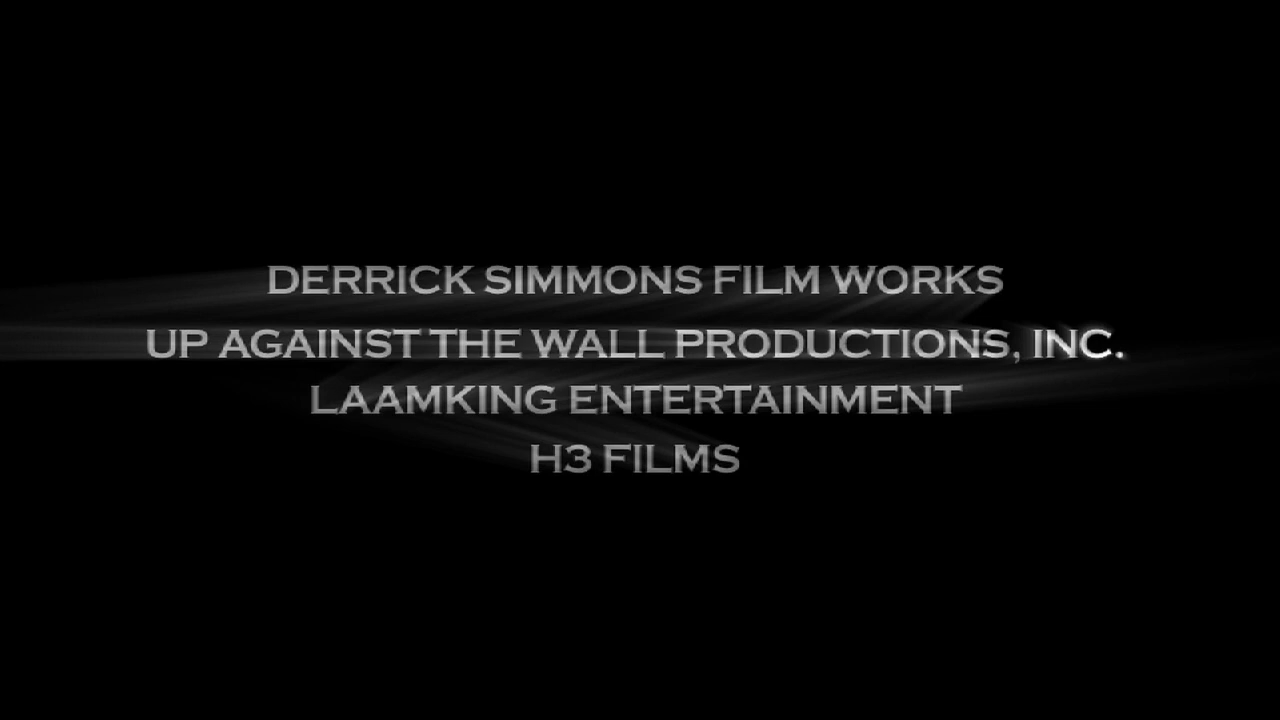 DERRICK SIMMONS FILM WORKS
UP AGAINST THE WALL PRODUCTIONS, INC.
LAAMKING ENTERTAINMENT
H3 FILMS